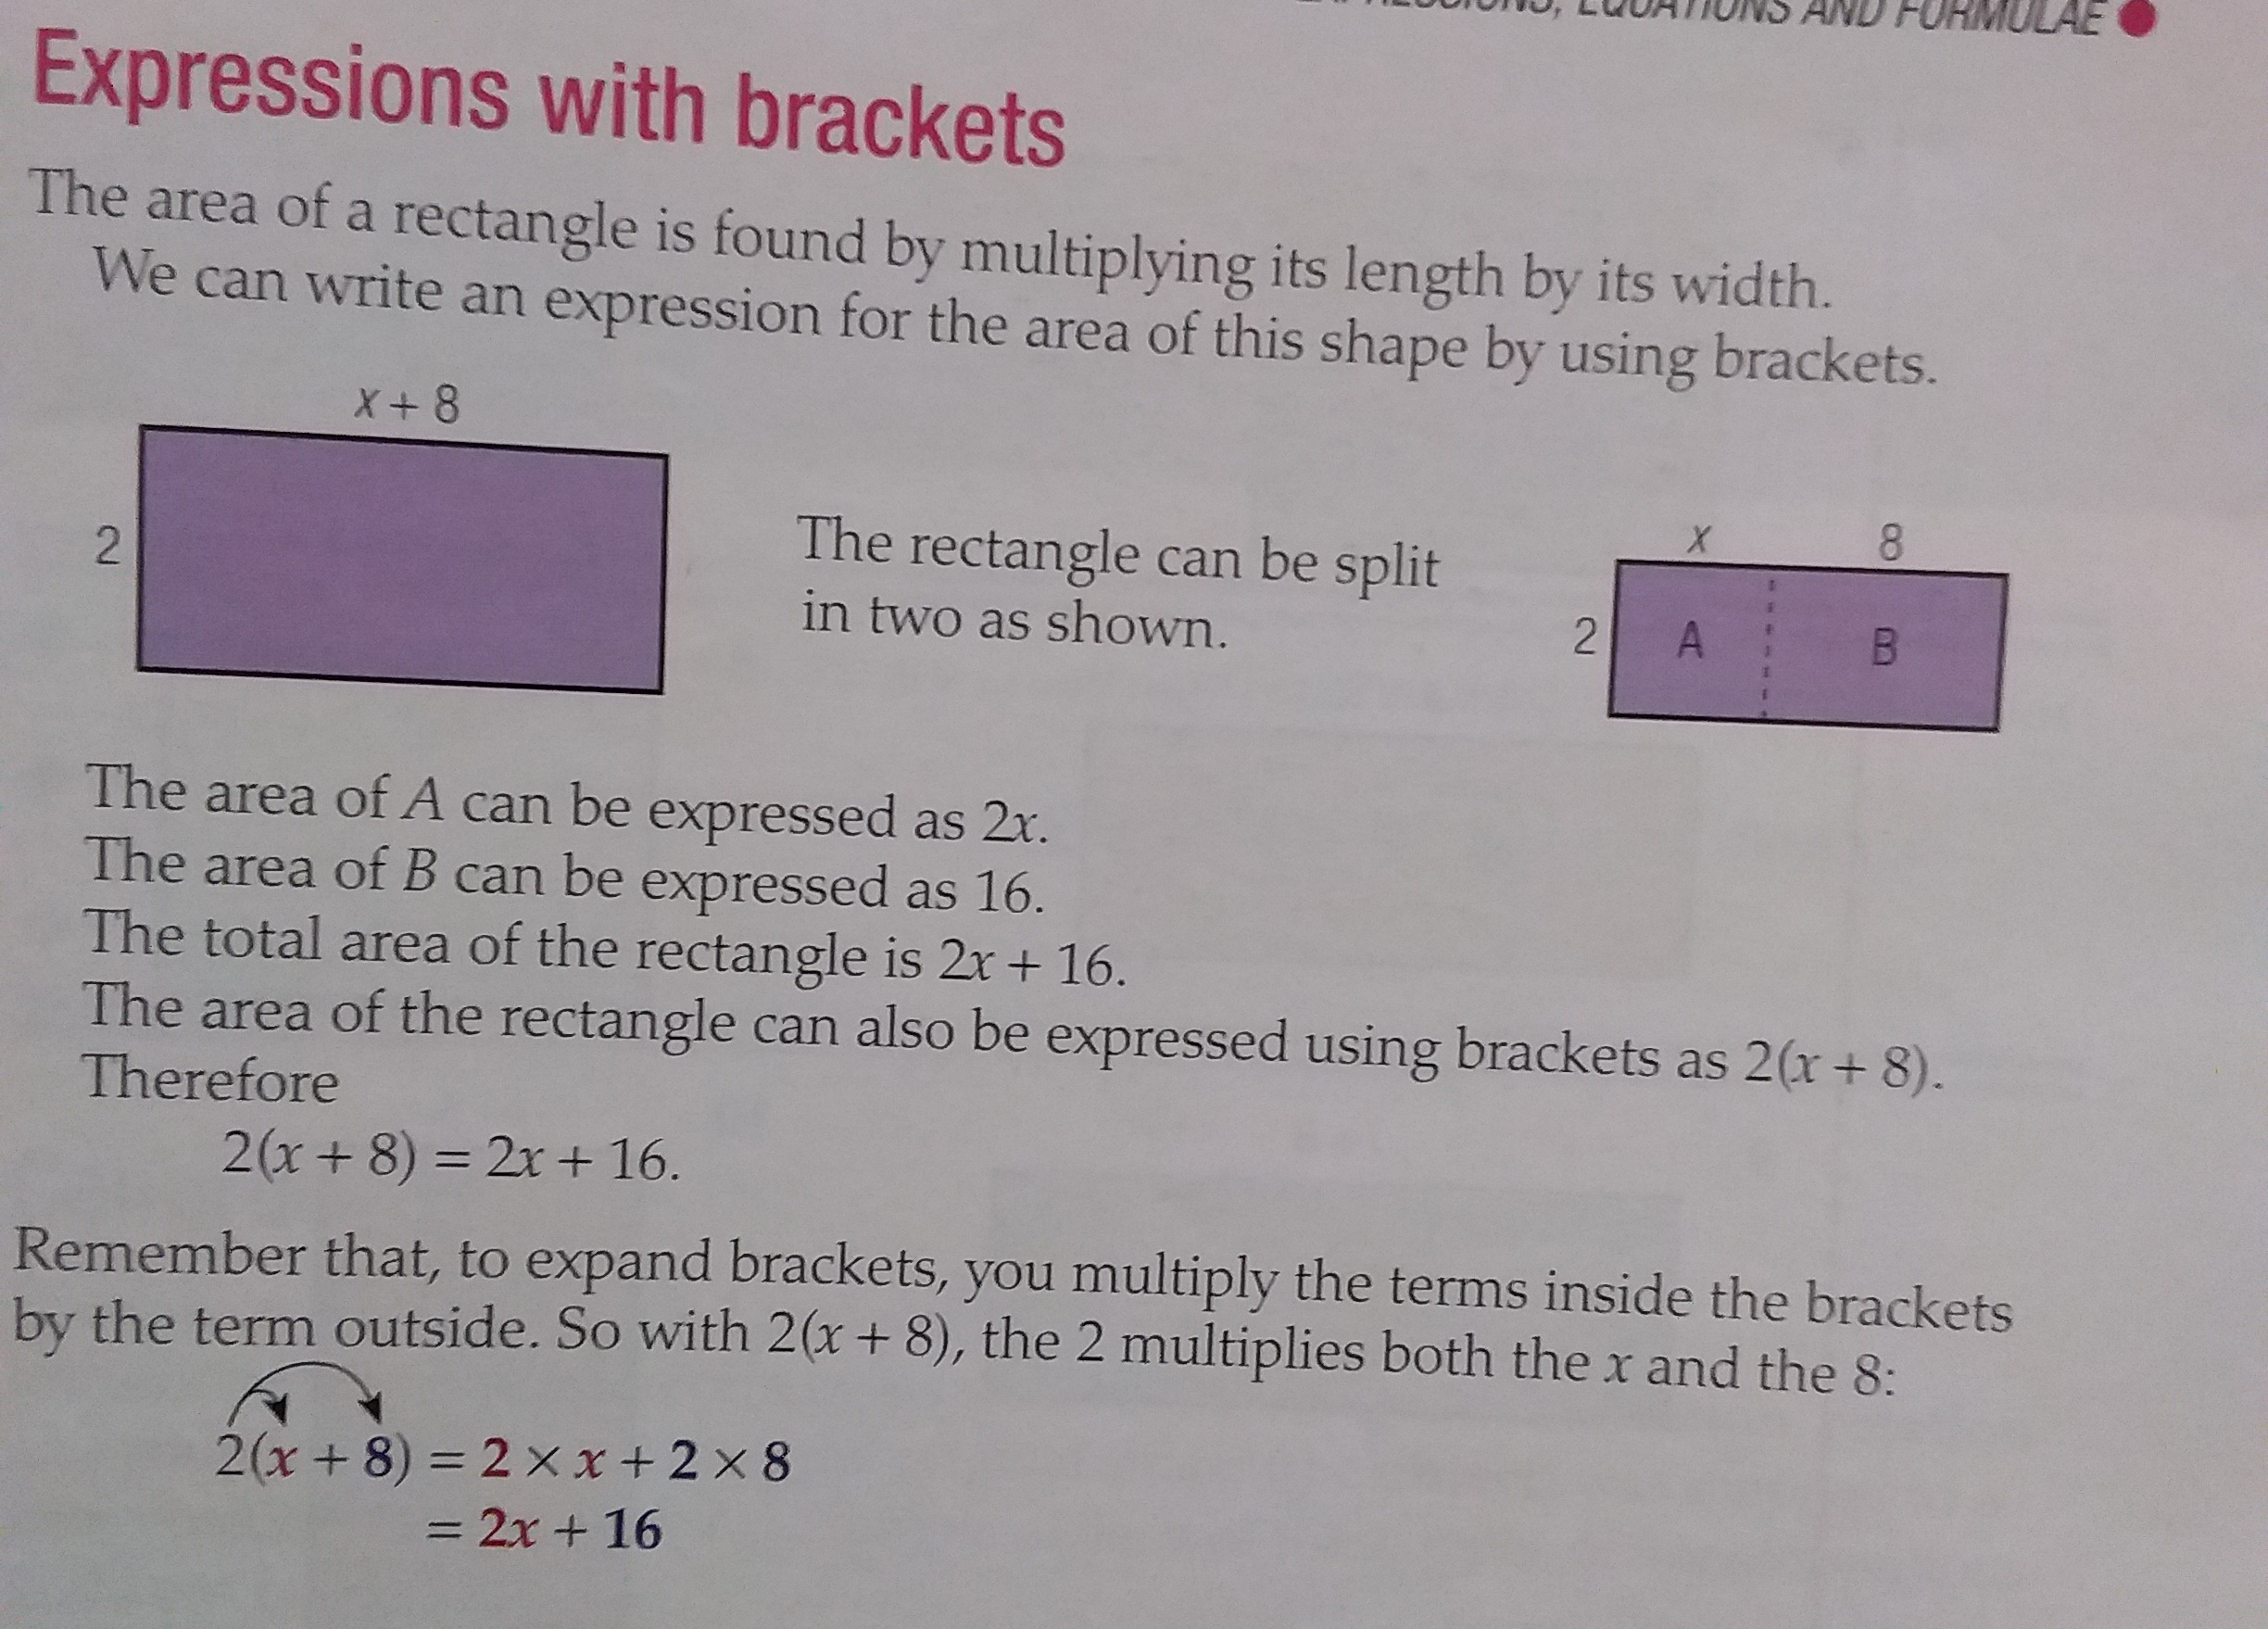 EQUATIONS AND FORMULAE
Expressions with brackets
The area of a rectangle is found by multiplying its length by its width.
We can write an expression for the area of this shape by using brackets.
x + 8
2
The rectangle can be split
in two as shown.
x 8
2 A B
The area of A can be expressed as 2x.
The area of B can be expressed as 16.
The total area of the rectangle is 2x + 16.
The area of the rectangle can also be expressed using brackets as 2(x + 8).
Therefore
2(x + 8) = 2x + 16.
Remember that, to expand brackets, you multiply the terms inside the brackets
by the term outside. So with 2(x + 8), the 2 multiplies both the x and the 8:
2(x + 8) = 2 × x + 2 × 8
= 2x + 16